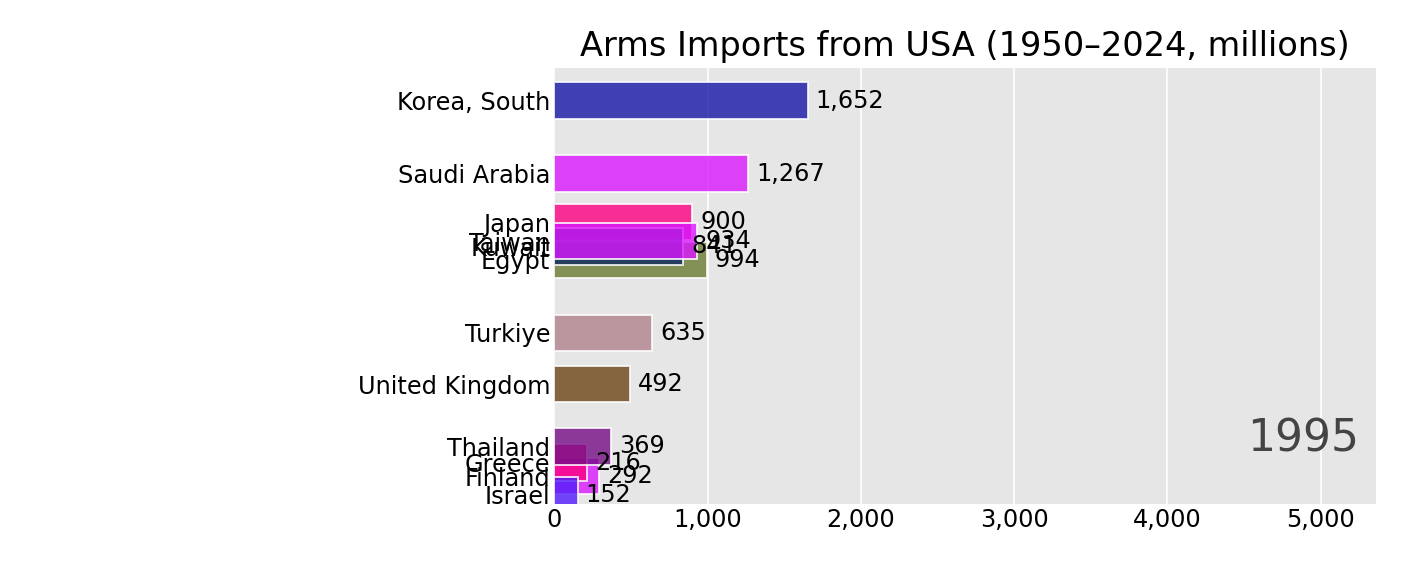 Arms Imports from USA (1950–2024, millions)
Korea, South 1,652
Saudi Arabia 1,267
Japan 900
Taiwan 934
Kuwait 841
Egypt 994
Turkiye 635
United Kingdom 492
1995
Thailand 369
Greece 216
Finland 292
Israel 152
0 1,000 2,000 3,000 4,000 5,000